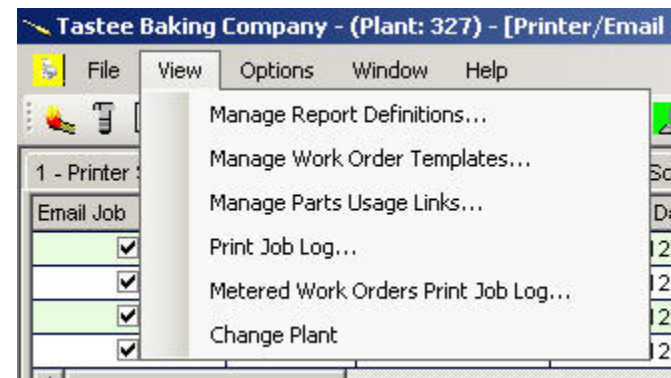 Tastee Baking Company - (Plant: 327) - [Printer/Email
File View Options Window Help
Manage Report Definitions...
1 - Printer
Manage Work Order Templates...
Email Job
Manage Parts Usage Links...
Print Job Log...
Metered Work Orders Print Job Log...
Change Plant